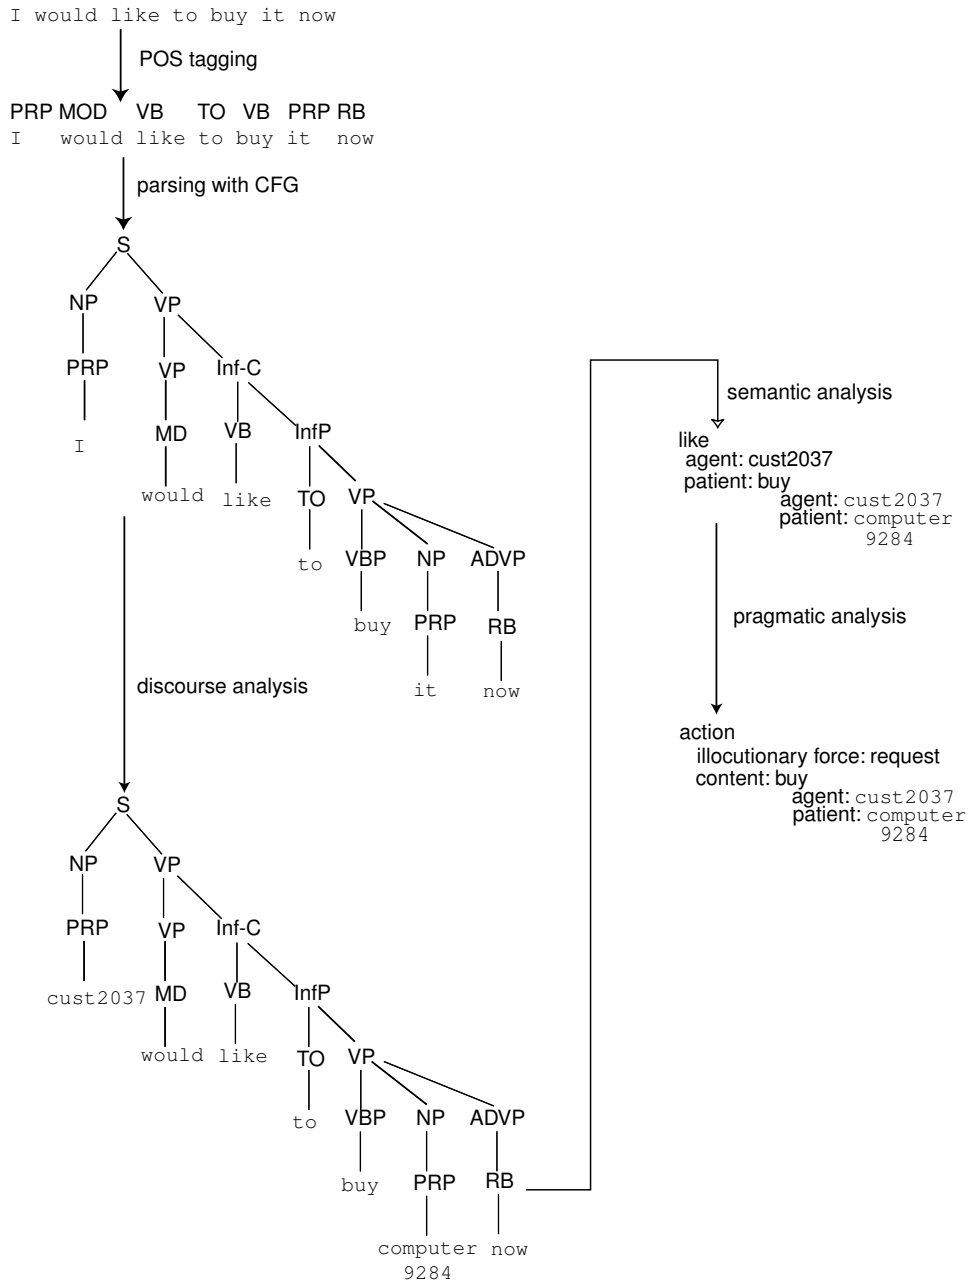 I would like to buy it now
POS tagging
PRP MOD VB TO VB PRP RB
I would like to buy it now
parsing with CFG
S
NP VP
PRP VP Inf-C
I MD VB InfP
would like TO VP
to VBP NP ADVP
buy PRP RB
it now
discourse analysis
S
NP VP
PRP VP Inf-C
cust2037 MD VB InfP
would like TO VP
to VBP NP ADVP
buy PRP RB
computer now
9284
semantic analysis
like
agent: cust2037
patient: buy
agent: cust2037
patient: computer
9284
pragmatic analysis
action
illocutionary force: request
content: buy
agent: cust2037
patient: computer
9284